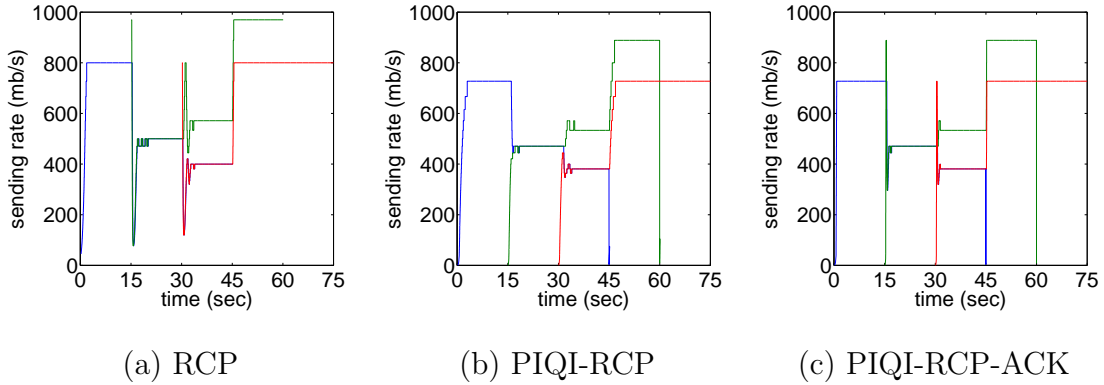 1000
800
600
400
200
0
sending rate (mb/s)
0 15 30 45 60 75
time (sec)
(a) RCP
1000
800
600
400
200
0
sending rate (mb/s)
0 15 30 45 60 75
time (sec)
(b) PIQI-RCP
1000
800
600
400
200
0
sending rate (mb/s)
0 15 30 45 60 75
time (sec)
(c) PIQI-RCP-ACK